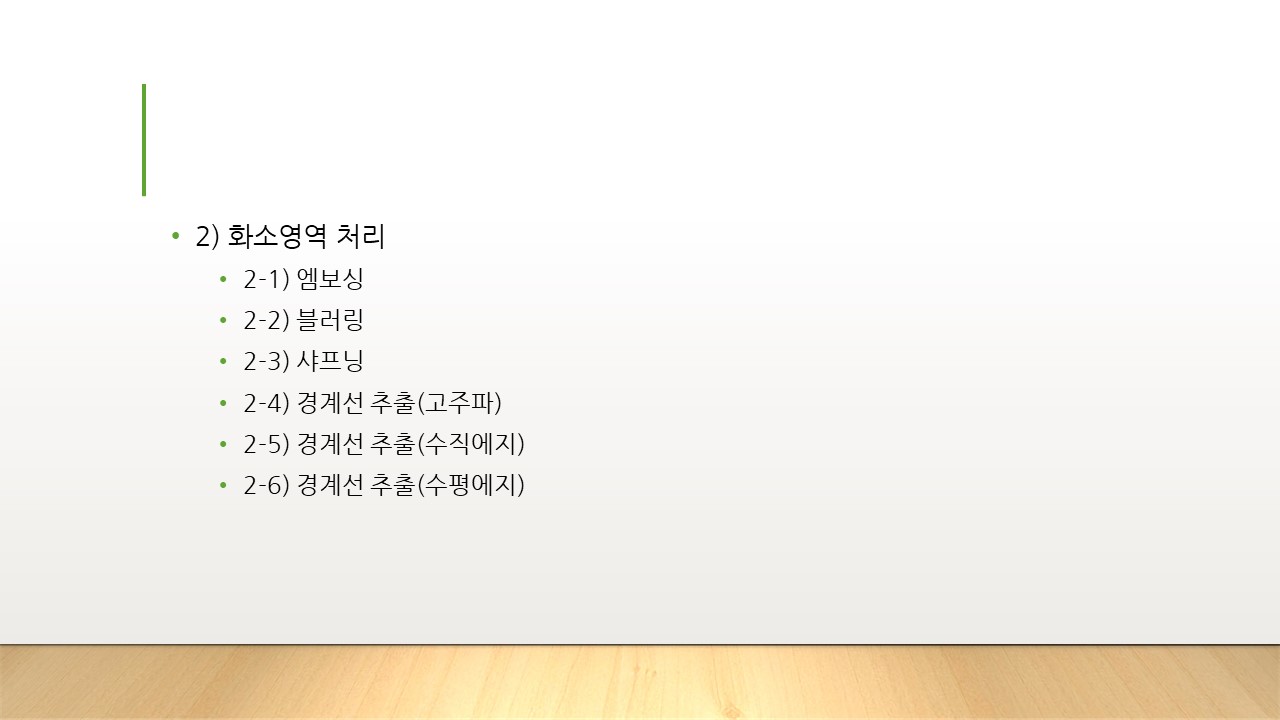 2) 화소영역 처리
2-1) 엠보싱
2-2) 블러링
2-3) 샤프닝
2-4) 경계선 추출(고주파)
2-5) 경계선 추출(수직에지)
2-6) 경계선 추출(수평에지)